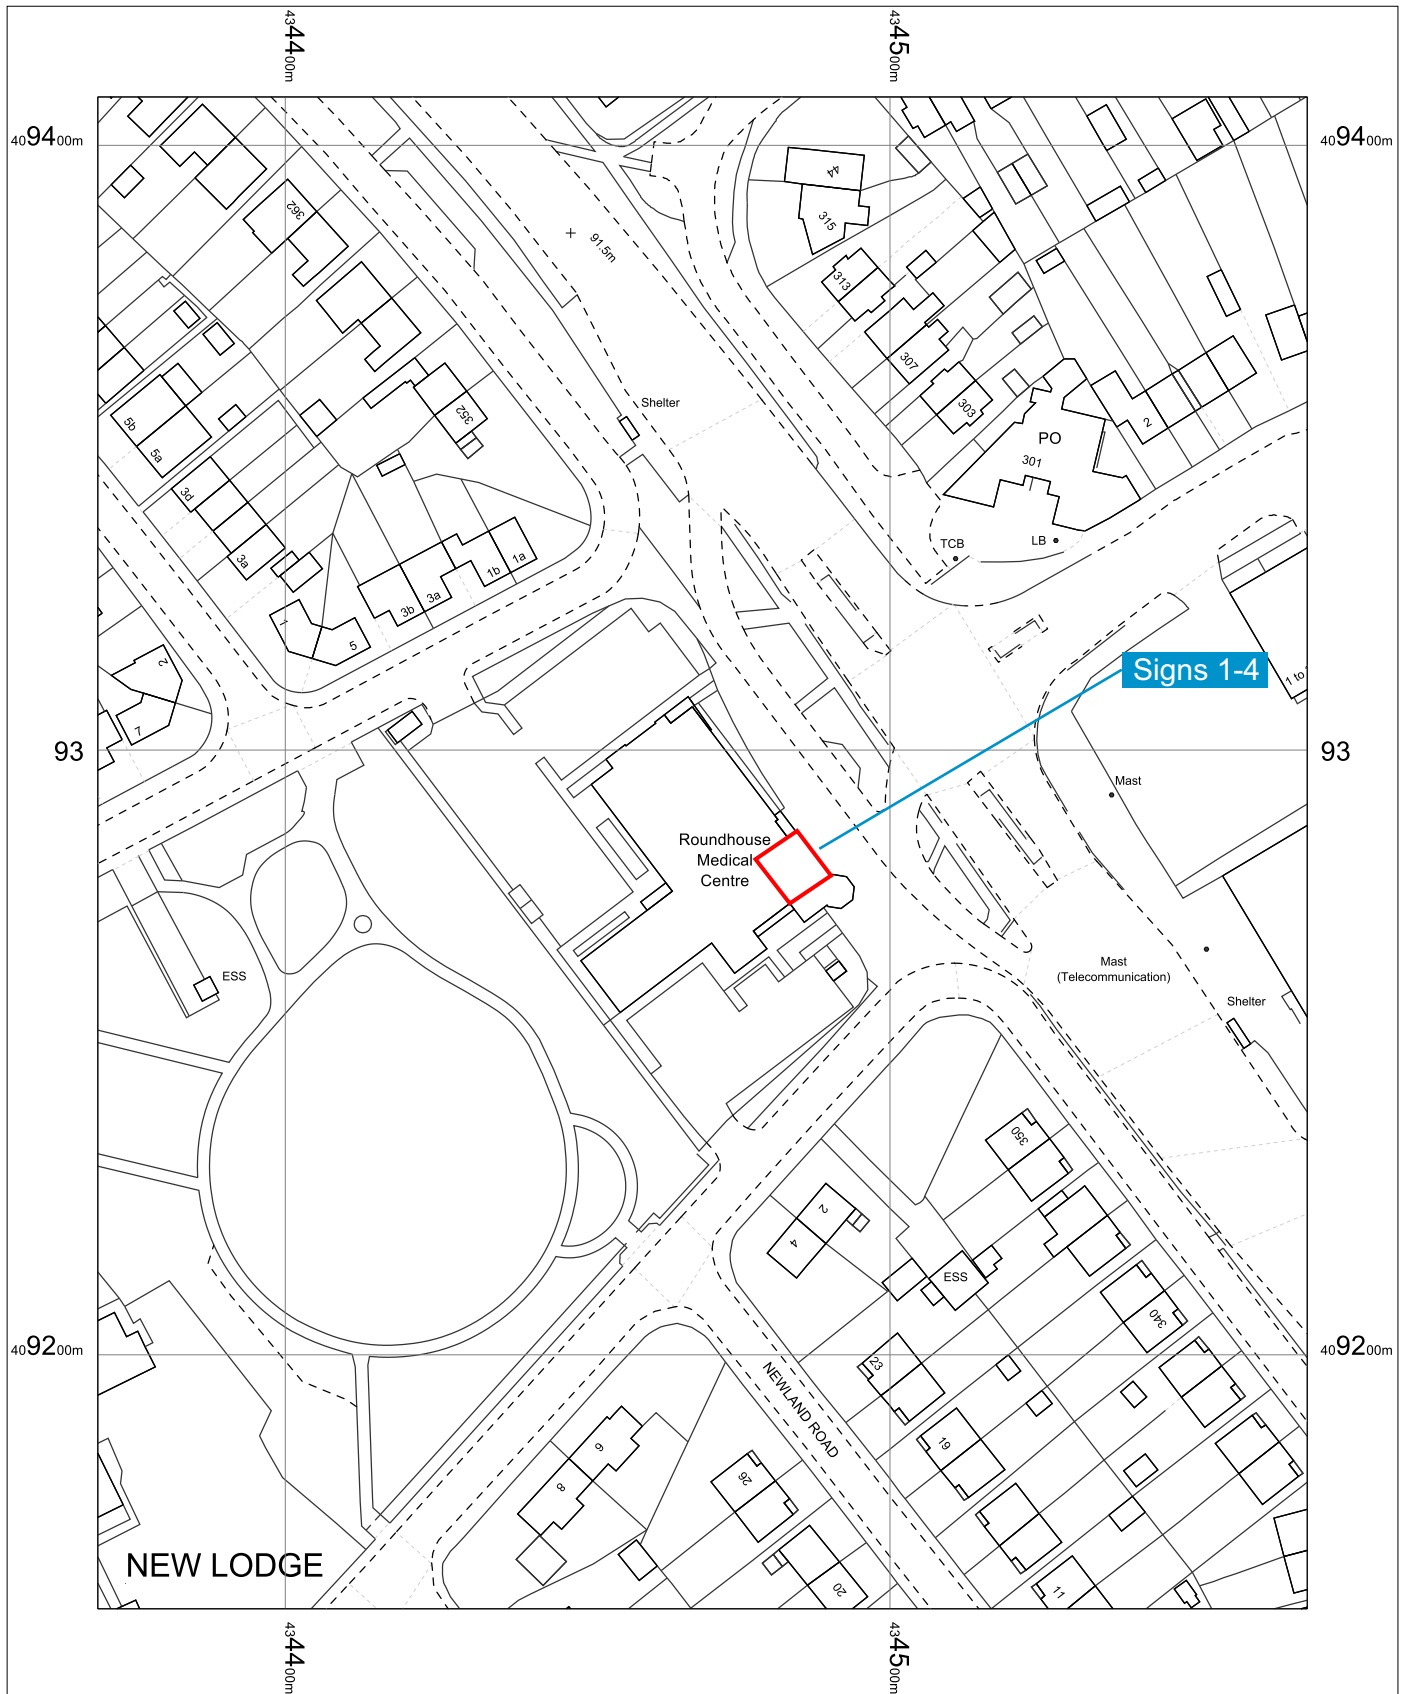 434400m
434500m
409400m
409400m
44
315
362
91.5m
313
307
Shelter
352
303
2
5b
5a
PO
301
3d
TCB
LB
3a
1a
1b
3a
3b
1
5
2
7
Signs 1-4
1 to
93
93
Mast
Roundhouse
Medical
Centre
ESS
Mast
(Telecommunication)
Shelter
350
2
4
ESS
340
409200m
409200m
23
NEWLAND ROAD
19
6
8
26
NEW LODGE
20
11
434400m
434500m